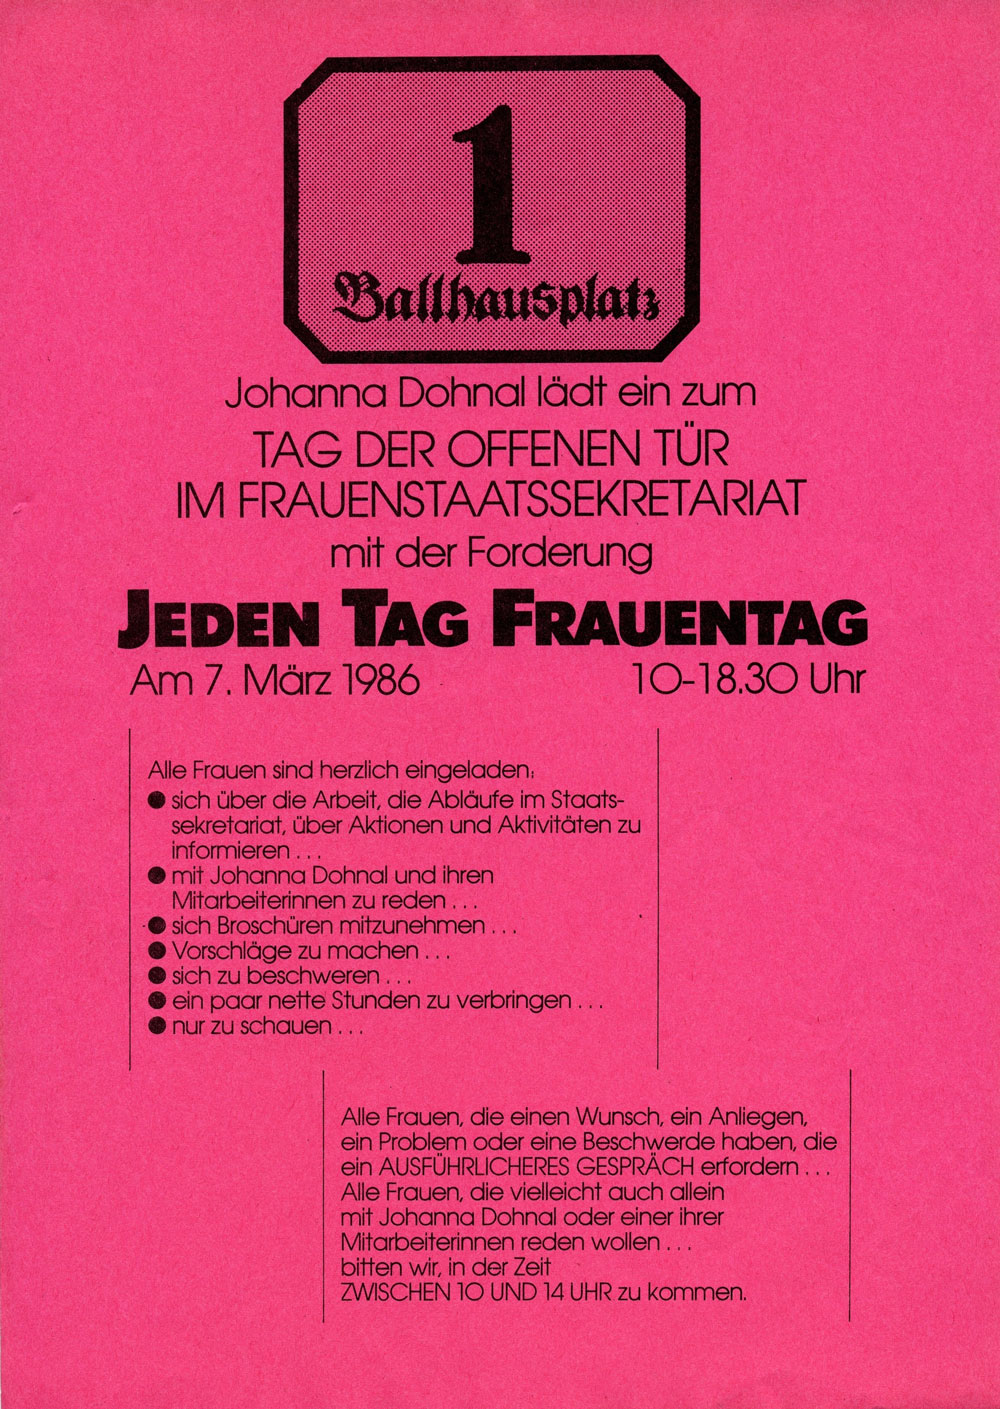 1
Ballhausplatz
Johanna Dohnal lädt ein zum
TAG DER OFFENEN TÜR
IM FRAUENSTAATSSEKRETARIAT
mit der Forderung
JEDEN TAG FRAUENTAG
Am 7. März 1986 10-18.30 Uhr
Alle Frauen sind herzlich eingeladen:
● sich über die Arbeit, die Abläufe im Staats-
sekretariat, über Aktionen und Aktivitäten zu
informieren . . .
● mit Johanna Dohnal und ihren
Mitarbeiterinnen zu reden . . .
● sich Broschüren mitzunehmen . . .
● Vorschläge zu machen . . .
● sich zu beschweren . . .
● ein paar nette Stunden zu verbringen . . .
● nur zu schauen . . .
Alle Frauen, die einen Wunsch, ein Anliegen,
ein Problem oder eine Beschwerde haben, die
ein AUSFÜHRLICHERES GESPRÄCH erfordern . . .
Alle Frauen, die vielleicht auch allein
mit Johanna Dohnal oder einer ihrer
Mitarbeiterinnen reden wollen . . .
bitten wir, in der Zeit
ZWISCHEN 10 UND 14 UHR zu kommen.